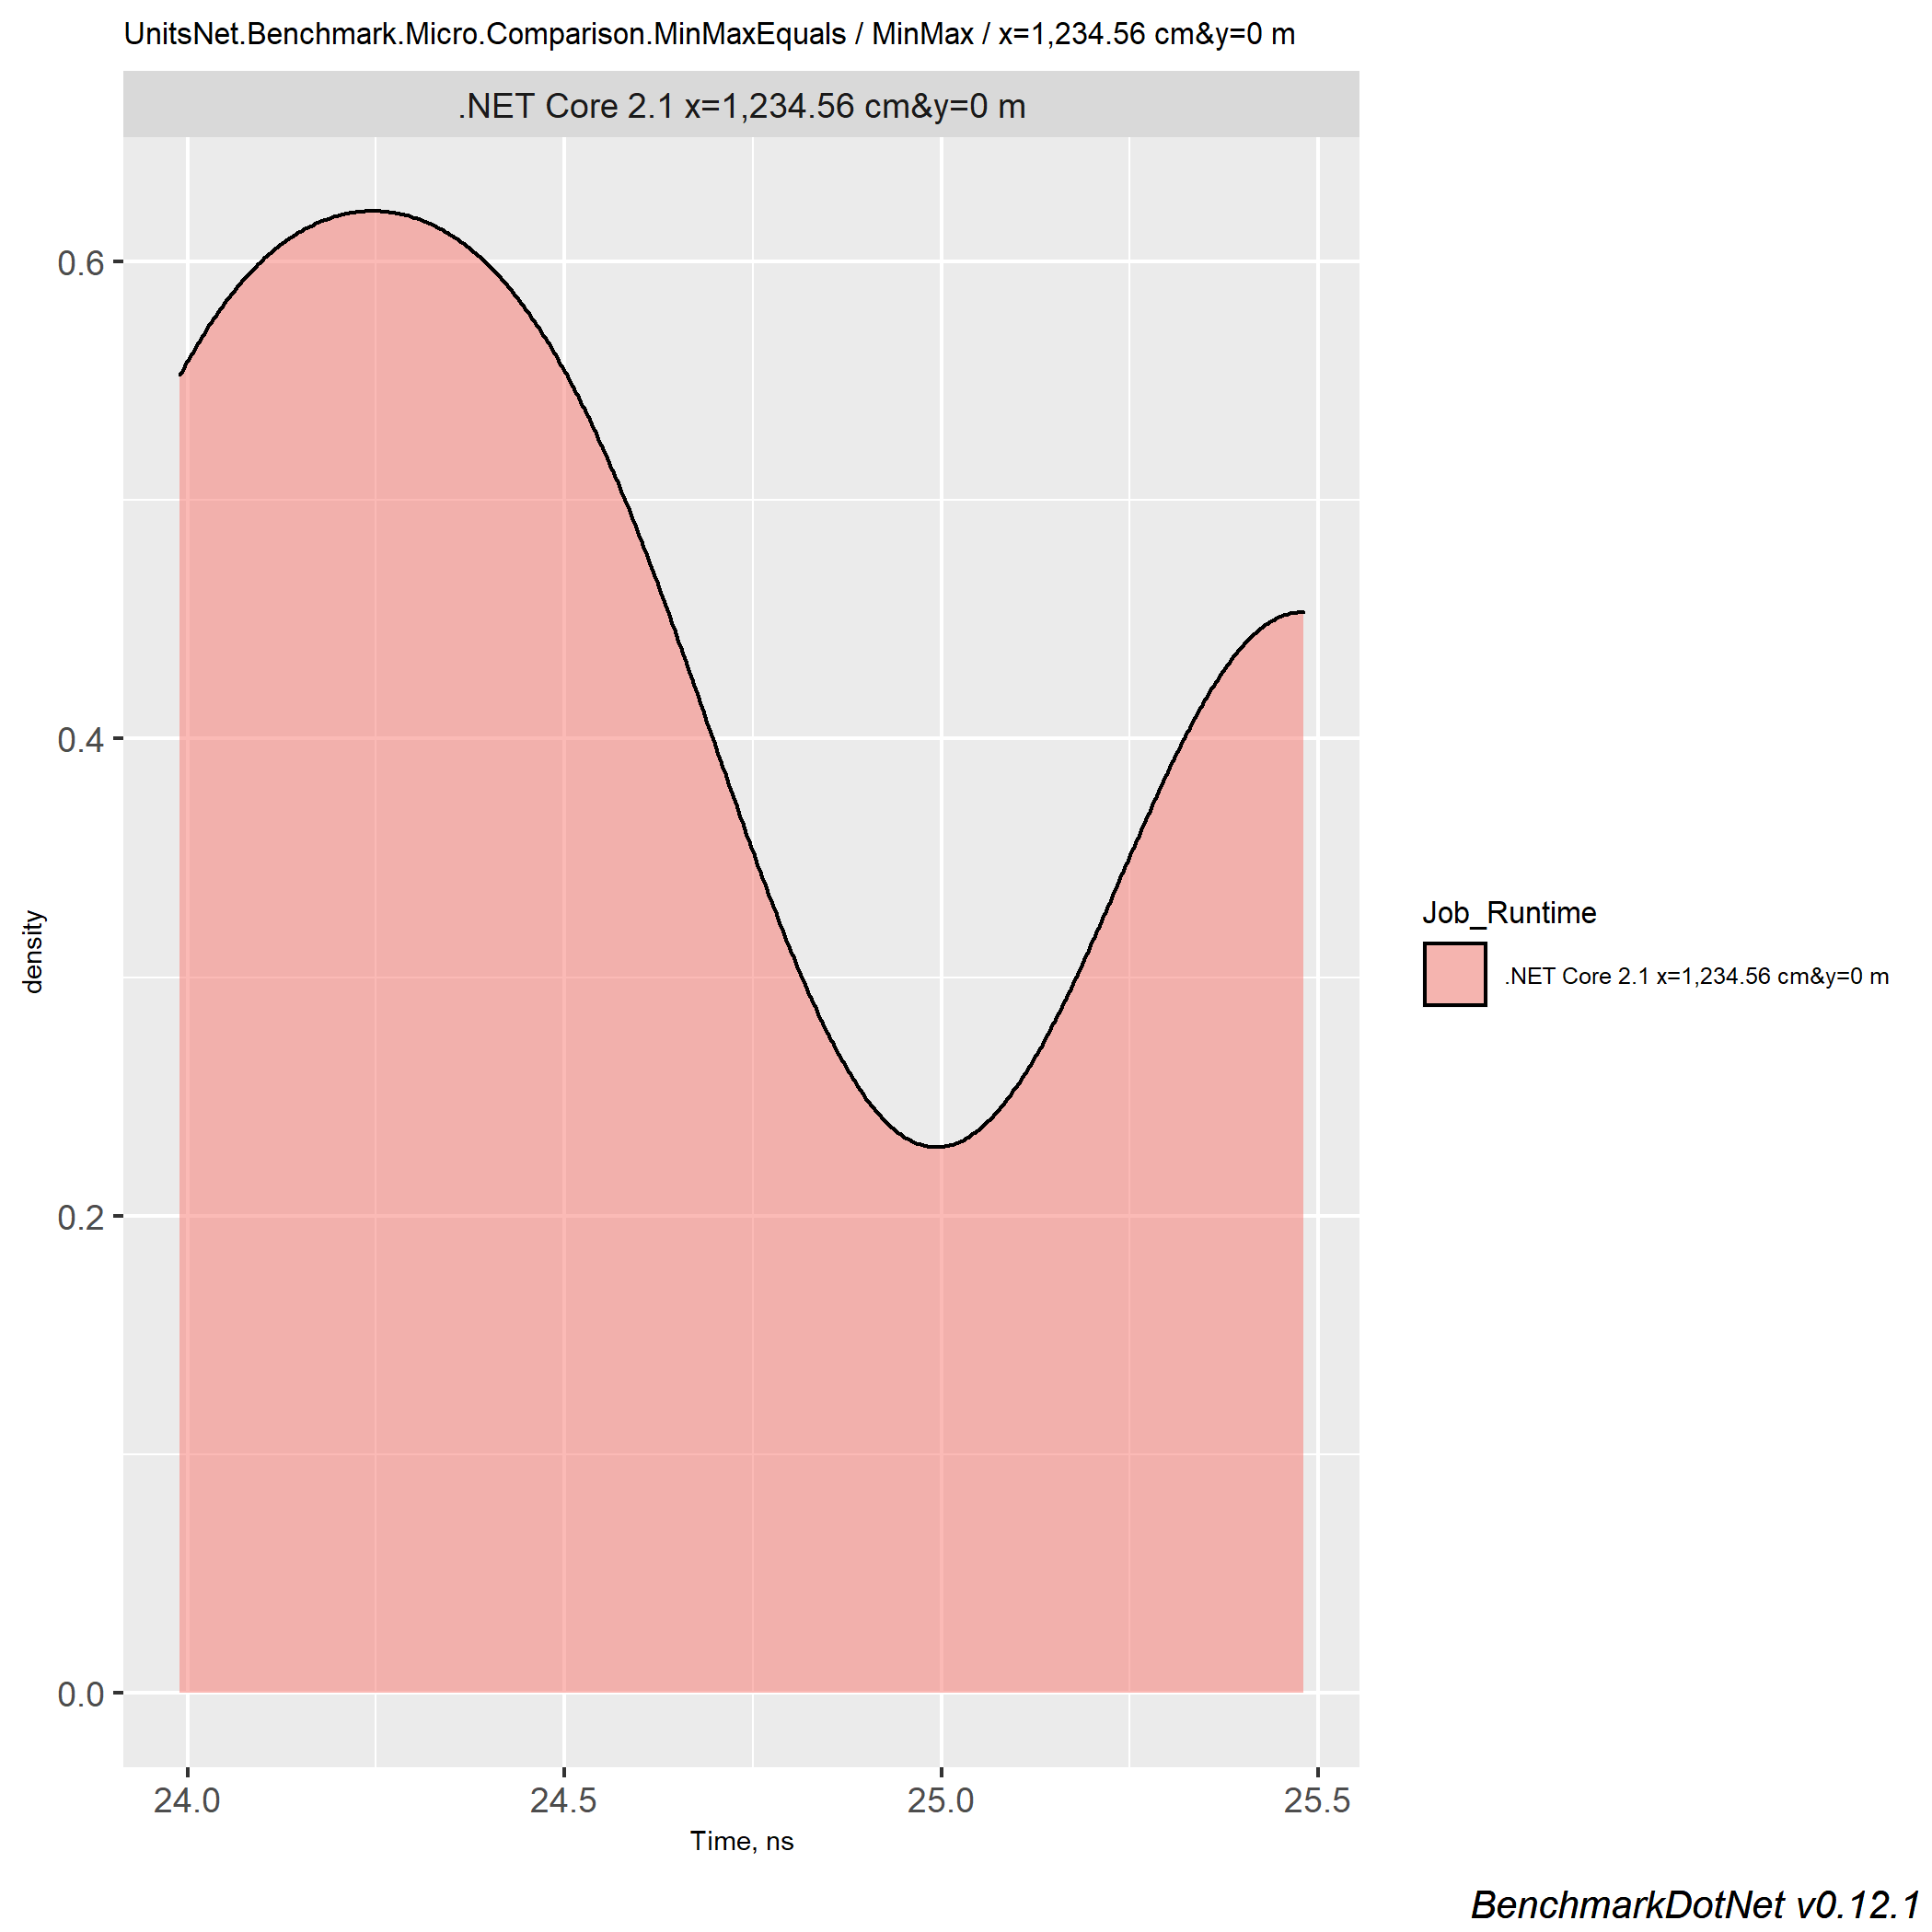 UnitsNet.Benchmark.Micro.Comparison.MinMaxEquals / MinMax / x=1,234.56 cm&y=0 m
.NET Core 2.1 x=1,234.56 cm&y=0 m
0.6
0.4
0.2
0.0
density
24.0 24.5 25.0 25.5
Time, ns
Job_Runtime
.NET Core 2.1 x=1,234.56 cm&y=0 m
BenchmarkDotNet v0.12.1